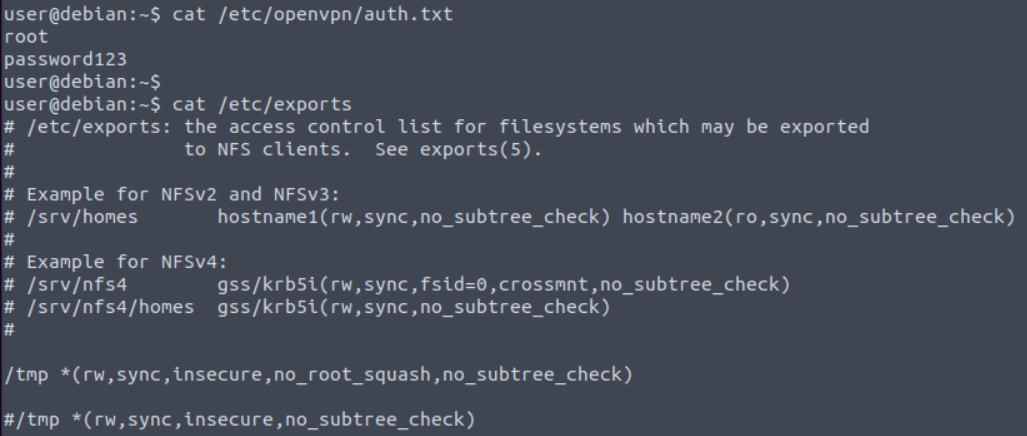 user@debian:~$ cat /etc/openvpn/auth.txt
root
password123
user@debian:~$
user@debian:~$ cat /etc/exports
# /etc/exports: the access control list for filesystems which may be exported
#               to NFS clients.  See exports(5).
#
# Example for NFSv2 and NFSv3:
# /srv/homes       hostname1(rw,sync,no_subtree_check) hostname2(ro,sync,no_subtree_check)
#
# Example for NFSv4:
# /srv/nfs4        gss/krb5i(rw,sync,fsid=0,crossmnt,no_subtree_check)
# /srv/nfs4/homes  gss/krb5i(rw,sync,no_subtree_check)
#
/tmp *(rw,sync,insecure,no_root_squash,no_subtree_check)
#/tmp *(rw,sync,insecure,no_subtree_check)